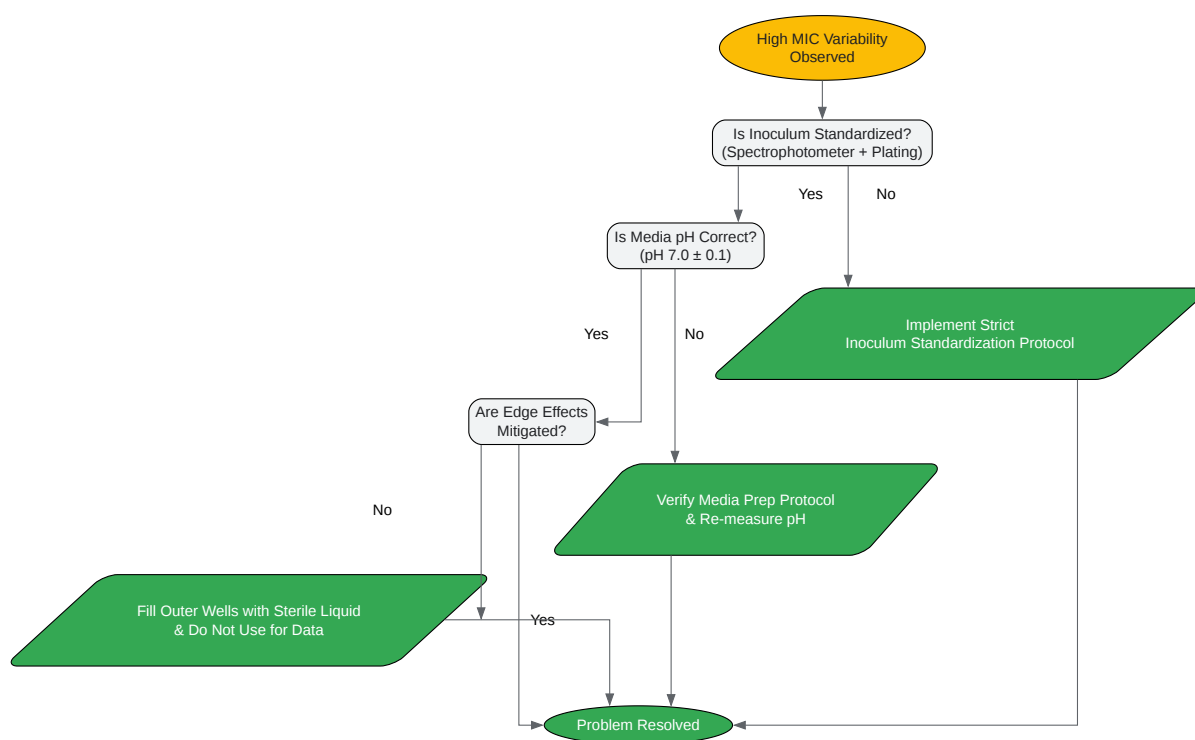 High MIC Variability
Observed
Is Inoculum Standardized?
(Spectrophotometer + Plating)
Yes
No
Is Media pH Correct?
(pH 7.0 ± 0.1)
Implement Strict
Inoculum Standardization Protocol
Yes
No
Are Edge Effects
Mitigated?
Verify Media Prep Protocol
& Re-measure pH
No
Fill Outer Wells with Sterile Liquid
& Do Not Use for Data
Yes
Problem Resolved